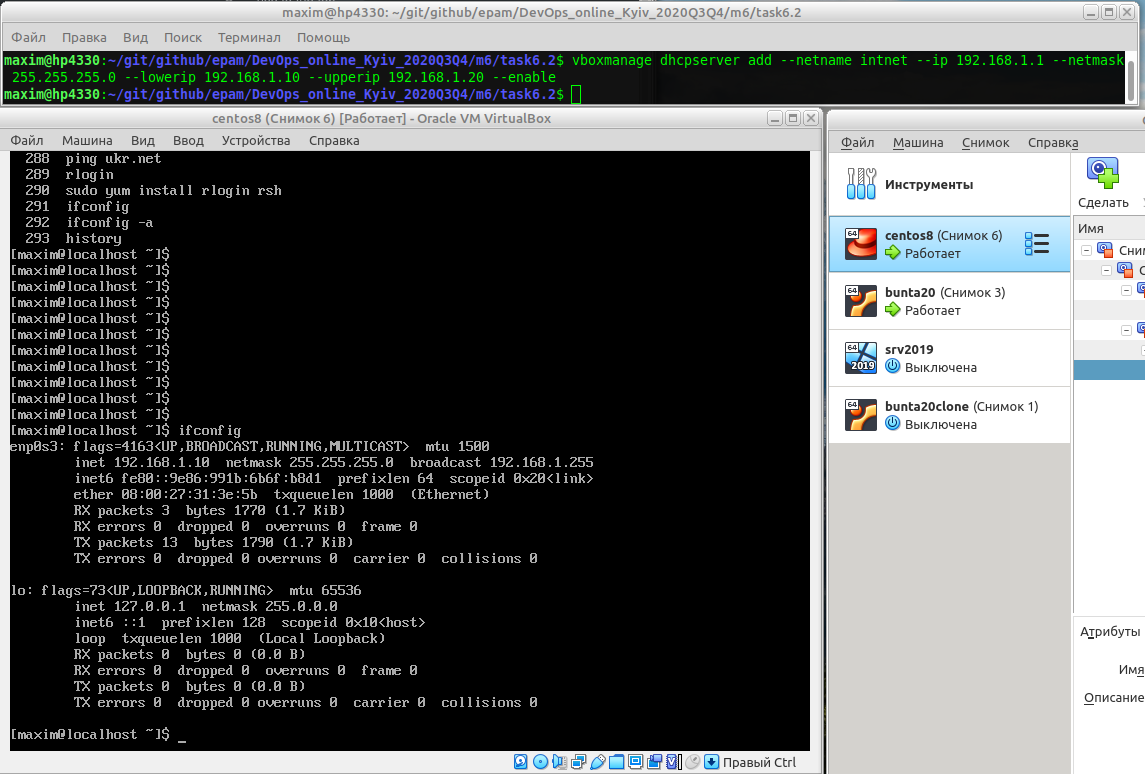 maxim@hp4330: ~/git/github/epam/DevOps_online_Kyiv_2020Q3Q4/m6/task6.2
Файл Правка Вид Поиск Терминал Помощь
maxim@hp4330:~/git/github/epam/DevOps_online_Kyiv_2020Q3Q4/m6/task6.2$ vboxmanage dhcpserver add --netname intnet --ip 192.168.1.1 --netmask
255.255.255.0 --lowerip 192.168.1.10 --upperip 192.168.1.20 --enable
maxim@hp4330:~/git/github/epam/DevOps_online_Kyiv_2020Q3Q4/m6/task6.2$
centos8 (Снимок 6) [Работает] - Oracle VM VirtualBox
Файл Машина Вид Ввод Устройства Справка
288 ping ukr.net
289 rlogin
290 sudo yum install rlogin rsh
291 ifconfig
292 ifconfig -a
293 history
[maxim@localhost ~]$
[maxim@localhost ~]$
[maxim@localhost ~]$
[maxim@localhost ~]$
[maxim@localhost ~]$
[maxim@localhost ~]$
[maxim@localhost ~]$
[maxim@localhost ~]$
[maxim@localhost ~]$
[maxim@localhost ~]$
[maxim@localhost ~]$
[maxim@localhost ~]$ ifconfig
enp0s3: flags=4163<UP,BROADCAST,RUNNING,MULTICAST> mtu 1500
inet 192.168.1.10 netmask 255.255.255.0 broadcast 192.168.1.255
inet6 fe80::9e86:991b:6b6f:b8d1 prefixlen 64 scopeid 0x20<link>
ether 08:00:27:31:3e:5b txqueuelen 1000 (Ethernet)
RX packets 3 bytes 1770 (1.7 KiB)
RX errors 0 dropped 0 overruns 0 frame 0
TX packets 13 bytes 1790 (1.7 KiB)
TX errors 0 dropped 0 overruns 0 carrier 0 collisions 0
lo: flags=73<UP,LOOPBACK,RUNNING> mtu 65536
inet 127.0.0.1 netmask 255.0.0.0
inet6 ::1 prefixlen 128 scopeid 0x10<host>
loop txqueuelen 1000 (Local Loopback)
RX packets 0 bytes 0 (0.0 B)
RX errors 0 dropped 0 overruns 0 frame 0
TX packets 0 bytes 0 (0.0 B)
TX errors 0 dropped 0 overruns 0 carrier 0 collisions 0
[maxim@localhost ~]$ _
Правый Ctrl
Файл Машина Снимок Справка
Инструменты
64 centos8 (Снимок 6)
Работает
64 bunta20 (Снимок 3)
Работает
64 2019 srv2019
Выключена
64 bunta20clone (Снимок 1)
Выключена
Сделать
Имя
Атрибуты
Имя
Описание